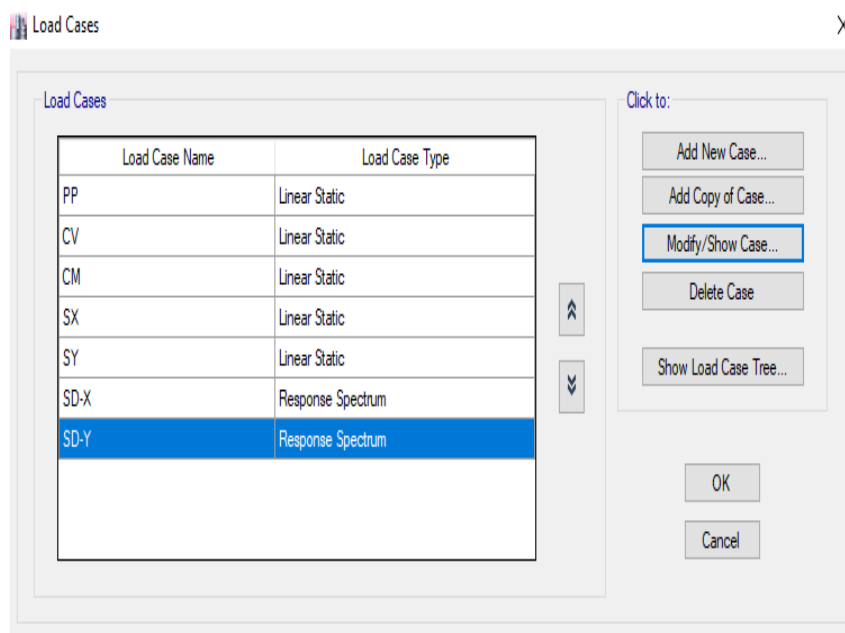 Load Cases
Load Cases
Load Case Name Load Case Type
PP Linear Static
CV Linear Static
CM Linear Static
SX Linear Static
SY Linear Static
SD-X Response Spectrum
SD-Y Response Spectrum
Click to:
Add New Case...
Add Copy of Case...
Modify/Show Case...
Delete Case
Show Load Case Tree...
OK
Cancel